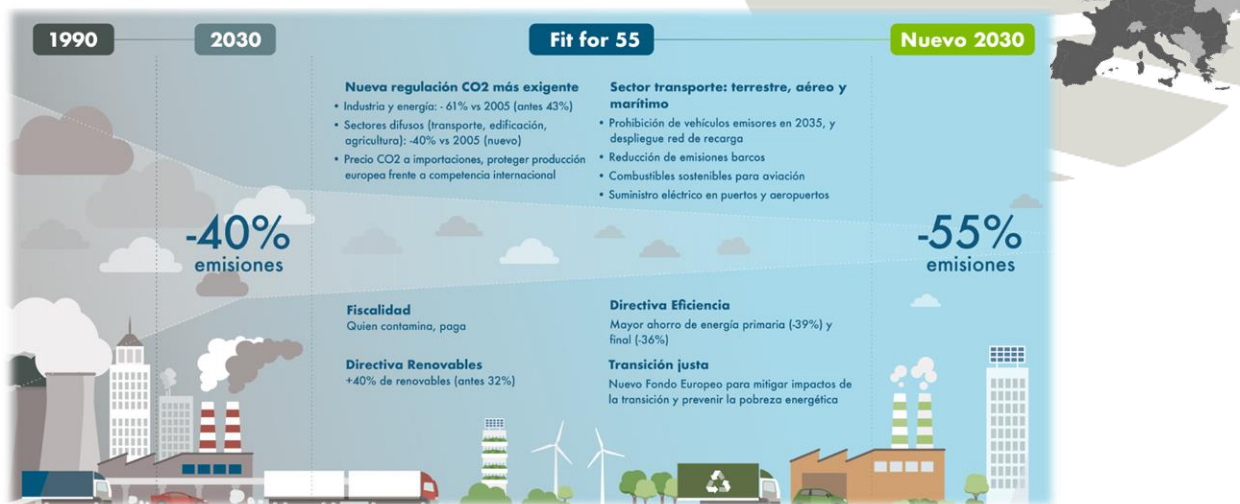 1990
2030
Fit for 55
Nuevo 2030
Nueva regulación CO2 más exigente
• Industria y energía: - 61% vs 2005 (antes 43%)
• Sectores difusos (transporte, edificación,
agricultura): -40% vs 2005 (nuevo)
• Precio CO2 a importaciones, proteger producción
europea frente a competencia internacional
Sector transporte: terrestre, aéreo y
marítimo
• Prohibición de vehículos emisores en 2035, y
despliegue red de recarga
• Reducción de emisiones barcos
• Combustibles sostenibles para aviación
• Suministro eléctrico en puertos y aeropuertos
-40%
emisiones
-55%
emisiones
Fiscalidad
Quien contamina, paga
Directiva Renovables
+40% de renovables (antes 32%)
Directiva Eficiencia
Mayor ahorro de energía primaria (-39%) y
final (-36%)
Transición justa
Nuevo Fondo Europeo para mitigar impactos de
la transición y prevenir la pobreza energética